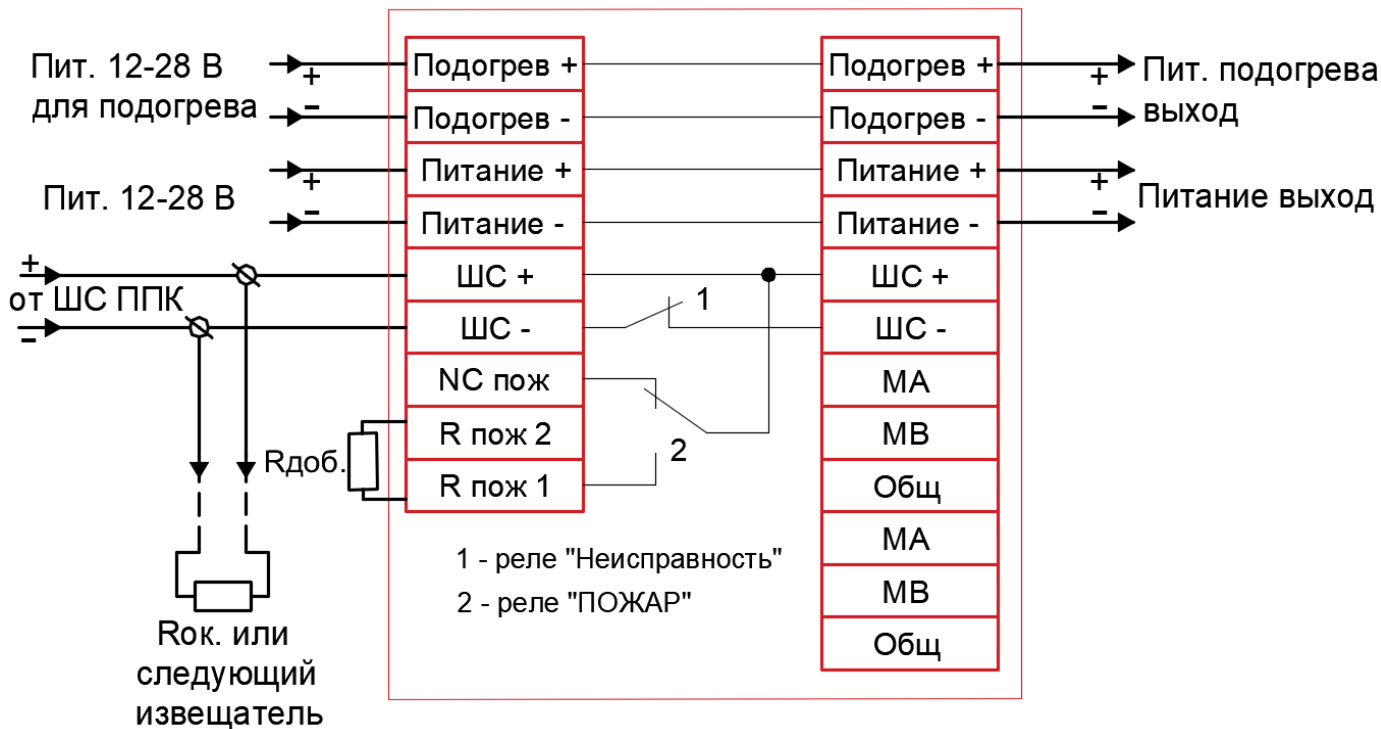 Пит. 12-28 В
для подогрева
+
-
Пит. 12-28 В
+
-
+
от ШС ППК
-
Rдоб.
Rок. или
следующий
извещатель
Подогрев +
Подогрев -
Питание +
Питание -
ШС +
ШС -
NC пож
R пож 2
R пож 1
1
2
1 - реле "Неисправность"
2 - реле "ПОЖАР"
Подогрев +
Подогрев -
Питание +
Питание -
ШС +
ШС -
МА
МВ
Общ
МА
МВ
Общ
+
-
Пит. подогрева
выход
+
-
Питание выход